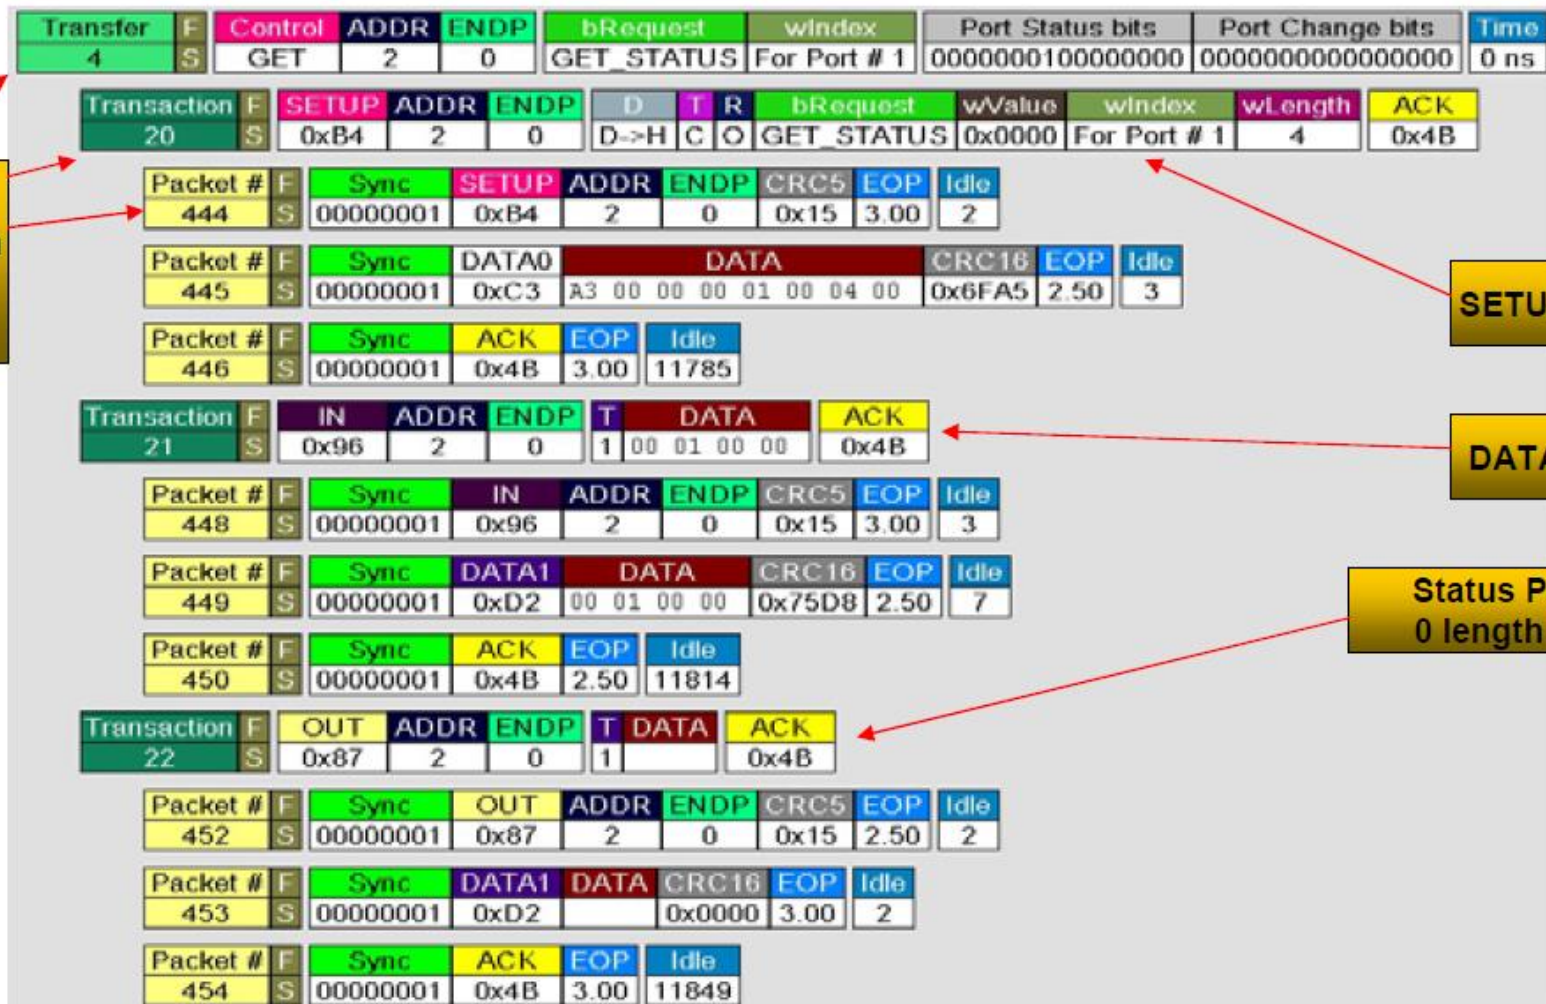 Transfer F Control ADDR ENDP bRequest wIndex Port Status bits Port Change bits Time
4 S GET 2 0 GET_STATUS For Port # 1 0000000100000000 0000000000000000 0 ns
Transaction F SETUP ADDR ENDP D T R bRequest wValue wIndex wLength ACK
20 S 0xB4 2 0 D->H C O GET_STATUS 0x0000 For Port # 1 4 0x4B
Packet # F Sync SETUP ADDR ENDP CRC5 EOP Idle
444 S 00000001 0xB4 2 0 0x15 3.00 2
Packet # F Sync DATA0 DATA CRC16 EOP Idle
445 S 00000001 0xC3 A3 00 00 00 01 00 04 00 0x6FA5 2.50 3
SETU
Packet # F Sync ACK EOP Idle
446 S 00000001 0x4B 3.00 11785
Transaction F IN ADDR ENDP T DATA ACK
21 S 0x96 2 0 1 00 01 00 00 0x4B
DATA
Packet # F Sync IN ADDR ENDP CRC5 EOP Idle
448 S 00000001 0x96 2 0 0x15 3.00 3
Packet # F Sync DATA1 DATA CRC16 EOP Idle
449 S 00000001 0xD2 00 01 00 00 0x75D8 2.50 7
Status P
0 length
Packet # F Sync ACK EOP Idle
450 S 00000001 0x4B 2.50 11814
Transaction F OUT ADDR ENDP T DATA ACK
22 S 0x87 2 0 1 0x4B
Packet # F Sync OUT ADDR ENDP CRC5 EOP Idle
452 S 00000001 0x87 2 0 0x15 2.50 2
Packet # F Sync DATA1 DATA CRC16 EOP Idle
453 S 00000001 0xD2 0x0000 3.00 2
Packet # F Sync ACK EOP Idle
454 S 00000001 0x4B 3.00 11849